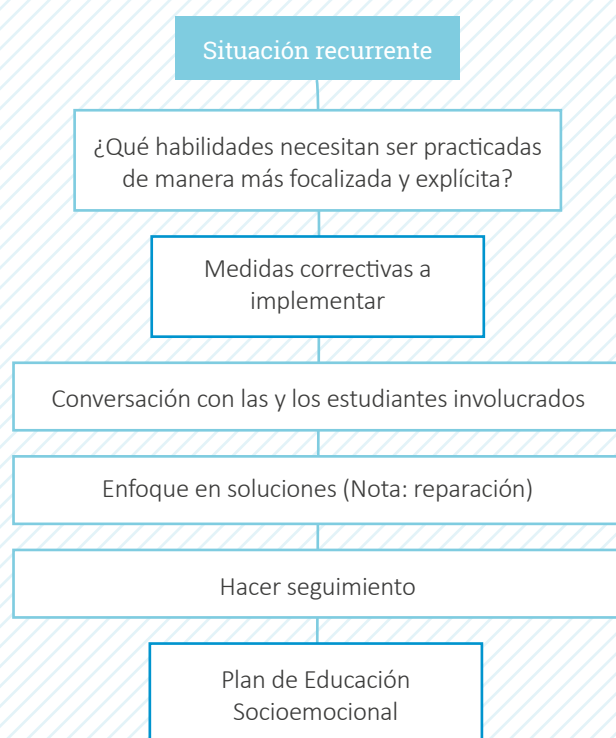 Situación recurrente
¿Qué habilidades necesitan ser practicadas
de manera más focalizada y explícita?
Medidas correctivas a
implementar
Conversación con las y los estudiantes involucrados
Enfoque en soluciones (Nota: reparación)
Hacer seguimiento
Plan de Educación
Socioemocional